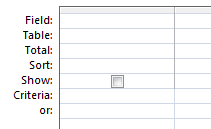 Field:
Table:
Total:
Sort:
Show:
Criteria:
or: